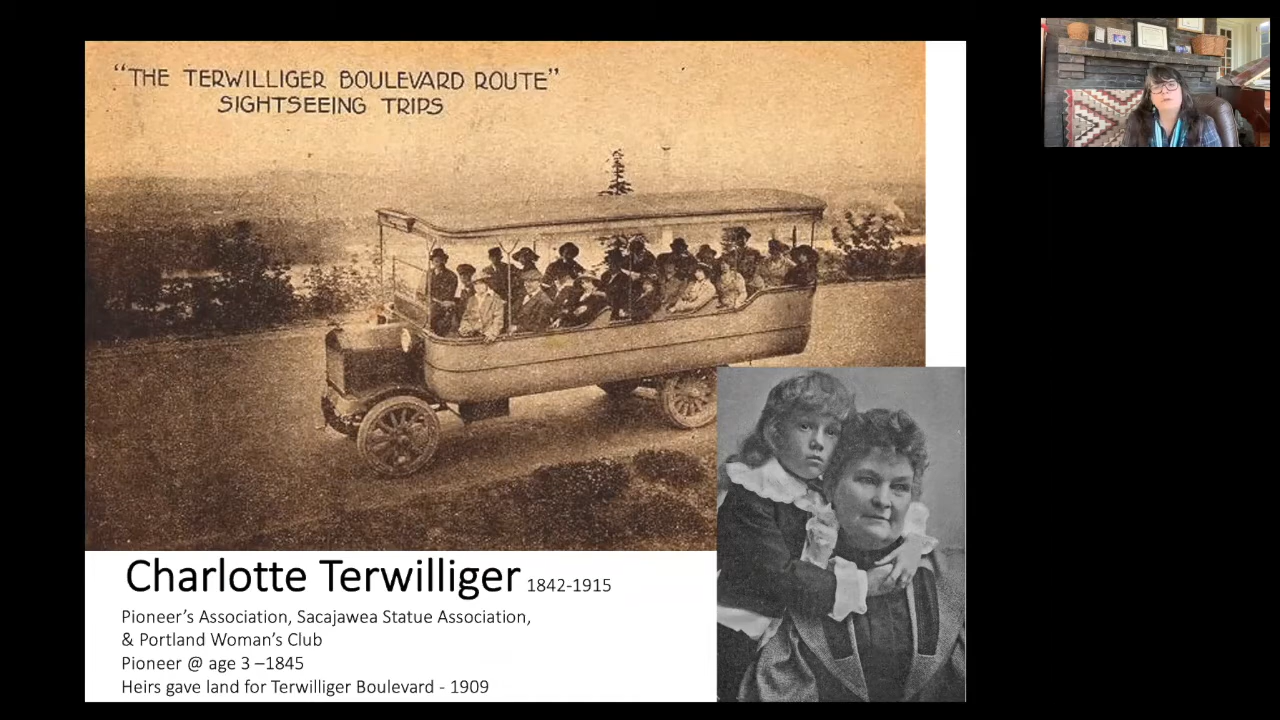 “THE TERWILLIGER BOULEVARD ROUTE”
SIGHTSEEING TRIPS
Charlotte Terwilliger 1842-1915
Pioneer’s Association, Sacajawea Statue Association,
& Portland Woman’s Club
Pioneer @ age 3 –1845
Heirs gave land for Terwilliger Boulevard - 1909